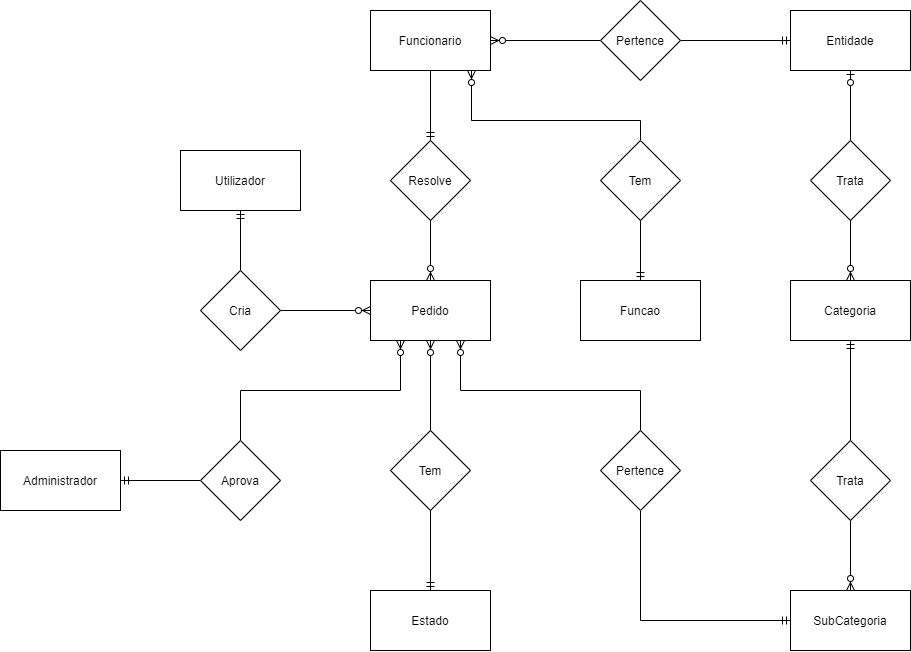 Funcionario
Pertence
Entidade
Utilizador
Resolve
Tem
Trata
Cria
Pedido
Funcao
Categoria
Administrador
Aprova
Tem
Pertence
Trata
Estado
SubCategoria